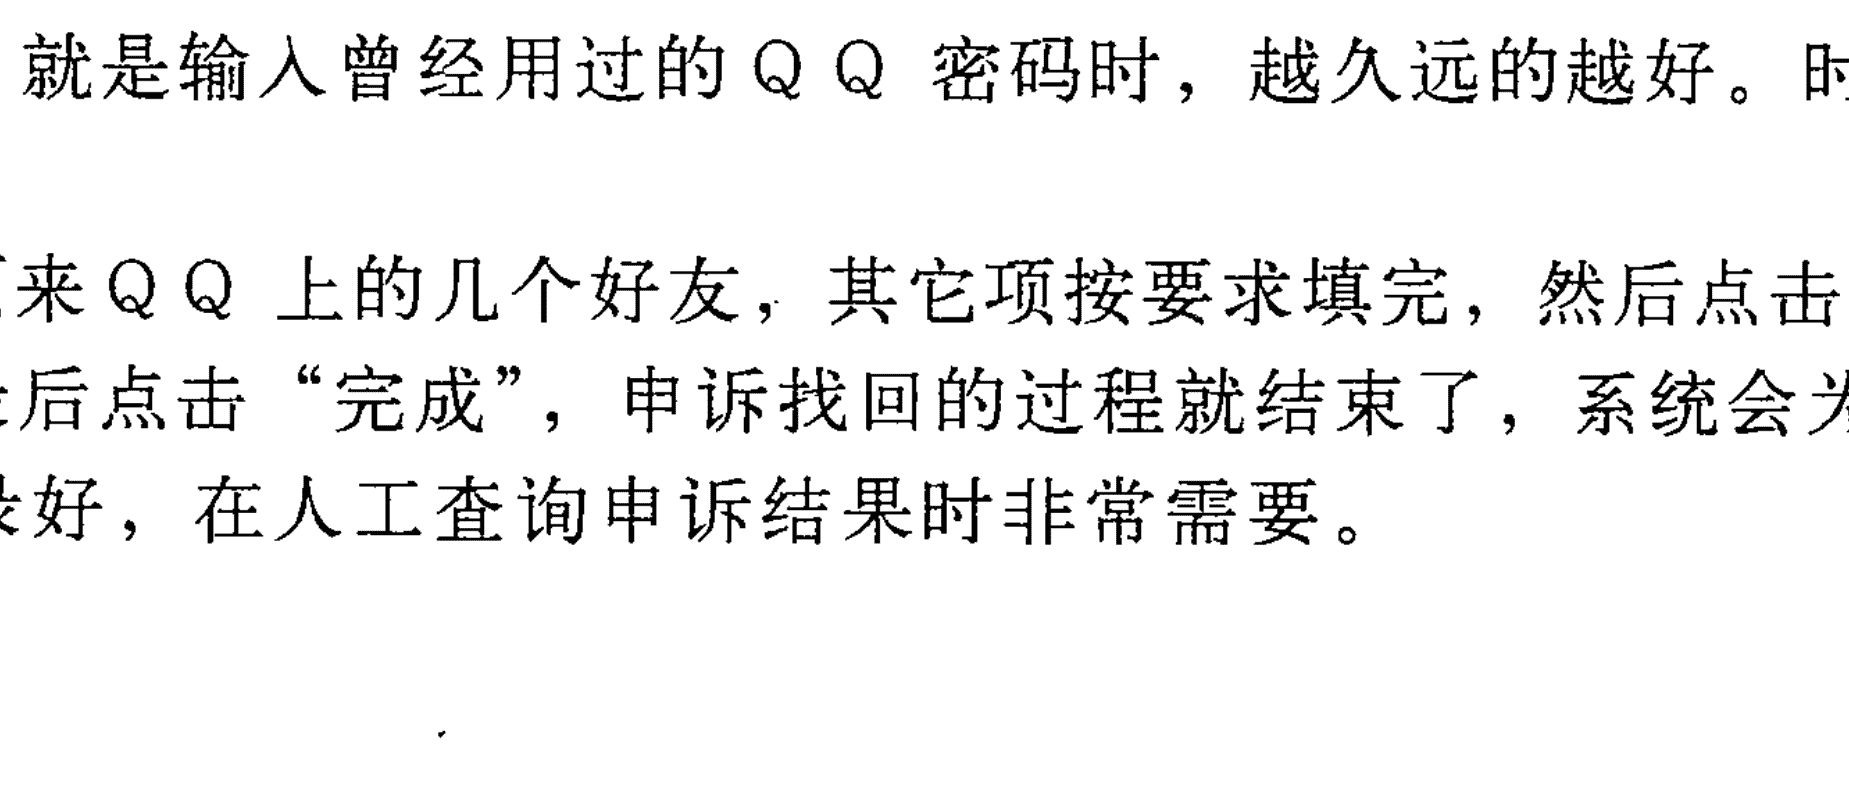 就是输入曾经用过的QQ 密码时，越久远的越好。时
来QQ 上的几个好友，其它项按要求填完，然后点击
后点击“完成”，申诉找回的过程就结束了，系统会为
好，在人工查询申诉结果时非常需要。